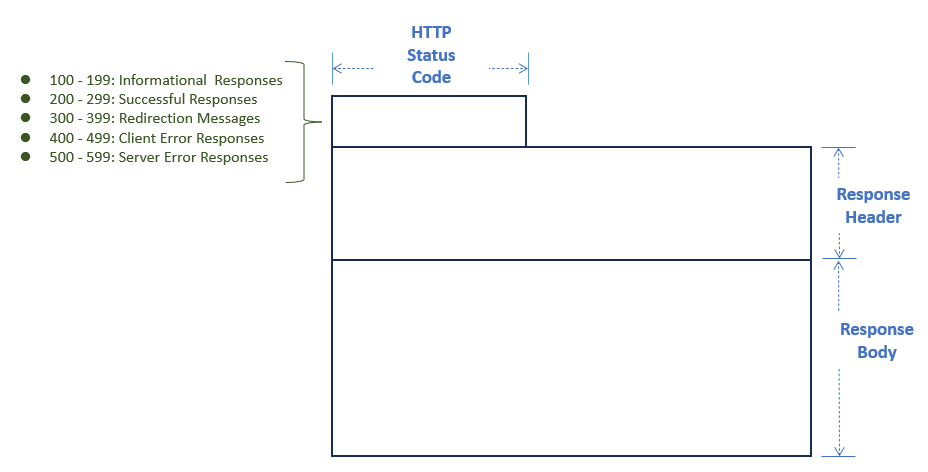 HTTP
Status
Code
100 - 199: Informational Responses
200 - 299: Successful Responses
300 - 399: Redirection Messages
400 - 499: Client Error Responses
500 - 599: Server Error Responses
Response
Header
Response
Body